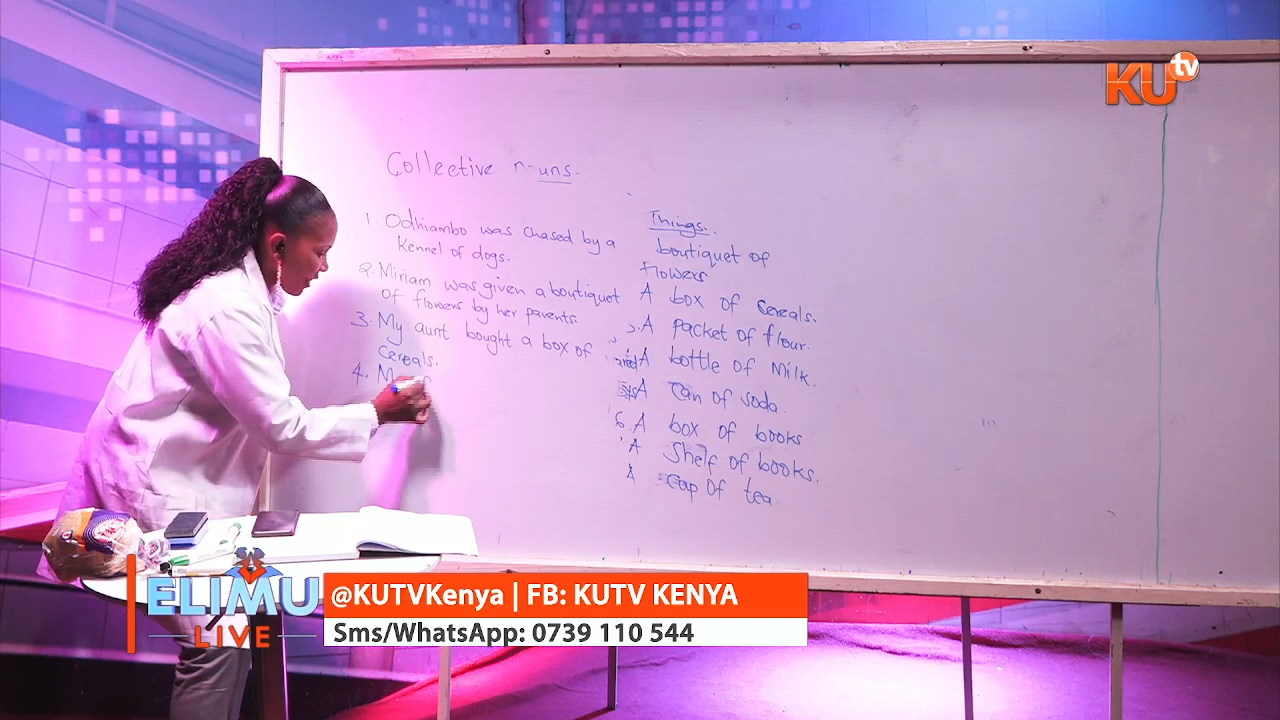 KU tv
Collective n-uns.
1 Odhiambo was chased by a
Kennel of dogs.
2. Miriam was given a boutiquet
of flowers by her parents.
3. My aunt bought a box of
Cereals.
4. M
Things.
boutiquet of
Flowers
A box of Cereals.
A packet of flour.
A bottle of Milk.
A Can of soda.
6. A box of books
A Shelf of books.
A Cup Of tea.
ELIMU
LIVE
@KUTVKenya | FB: KUTV KENYA
Sms/WhatsApp: 0739 110 544